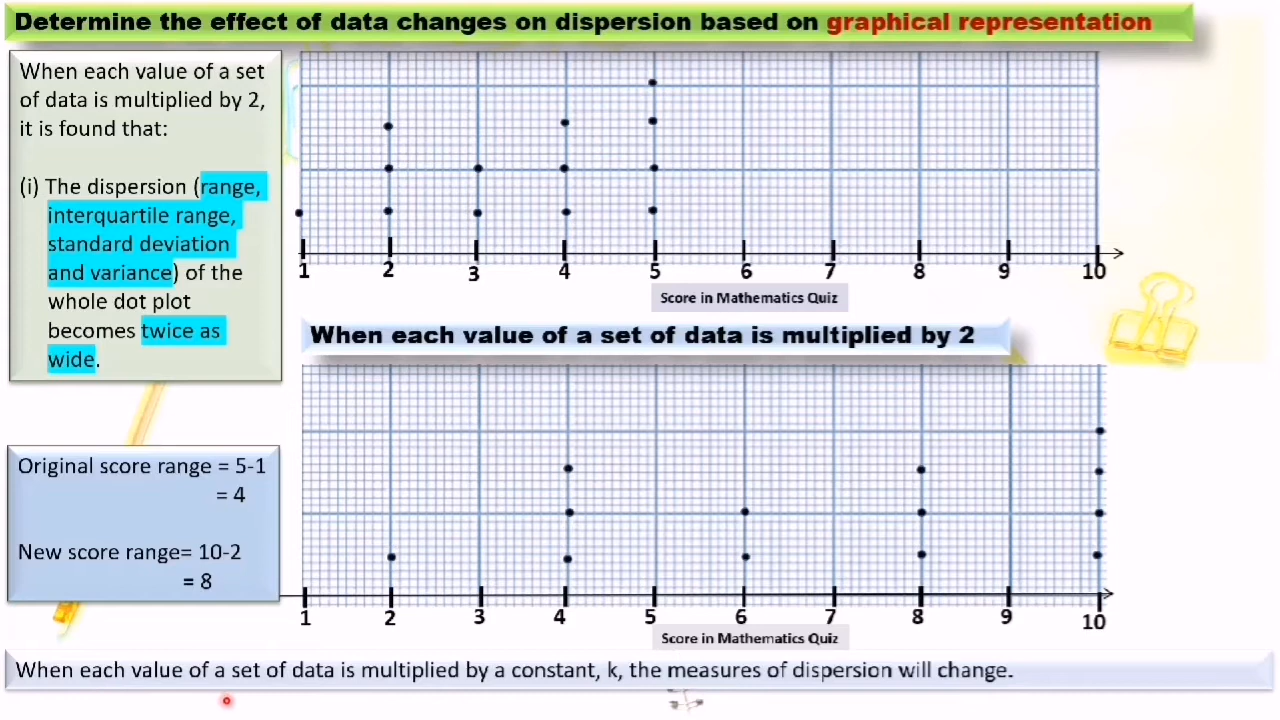 Determine the effect of data changes on dispersion based on graphical representation
When each value of a set
of data is multiplied by 2,
it is found that:
(i) The dispersion (range,
interquartile range,
standard deviation
and variance) of the
whole dot plot
becomes twice as
wide.
1 2 3 4 5 6 7 8 9 10
Score in Mathematics Quiz
When each value of a set of data is multiplied by 2
Original score range = 5-1
= 4
New score range= 10-2
= 8
1 2 3 4 5 6 7 8 9 10
Score in Mathematics Quiz
When each value of a set of data is multiplied by a constant, k, the measures of dispersion will change.